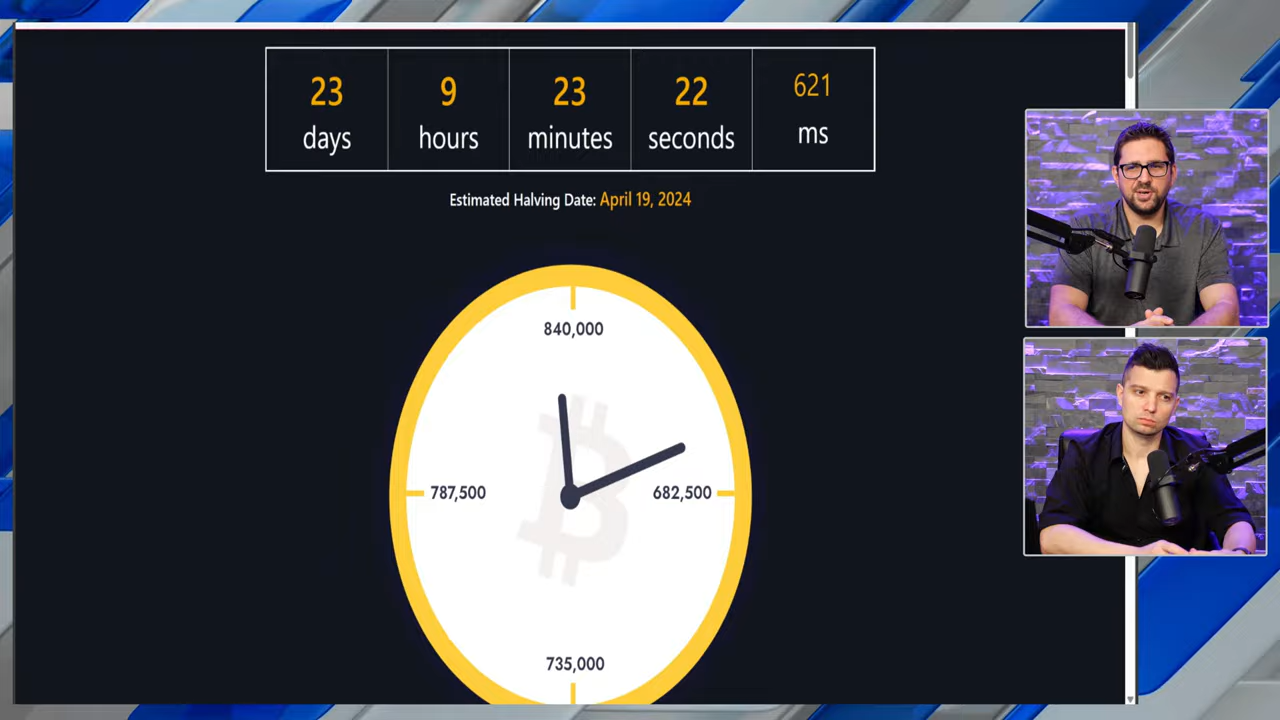 23 9 23 22 621
days hours minutes seconds ms
Estimated Halving Date: April 19, 2024
840,000
787,500 682,500
735,000